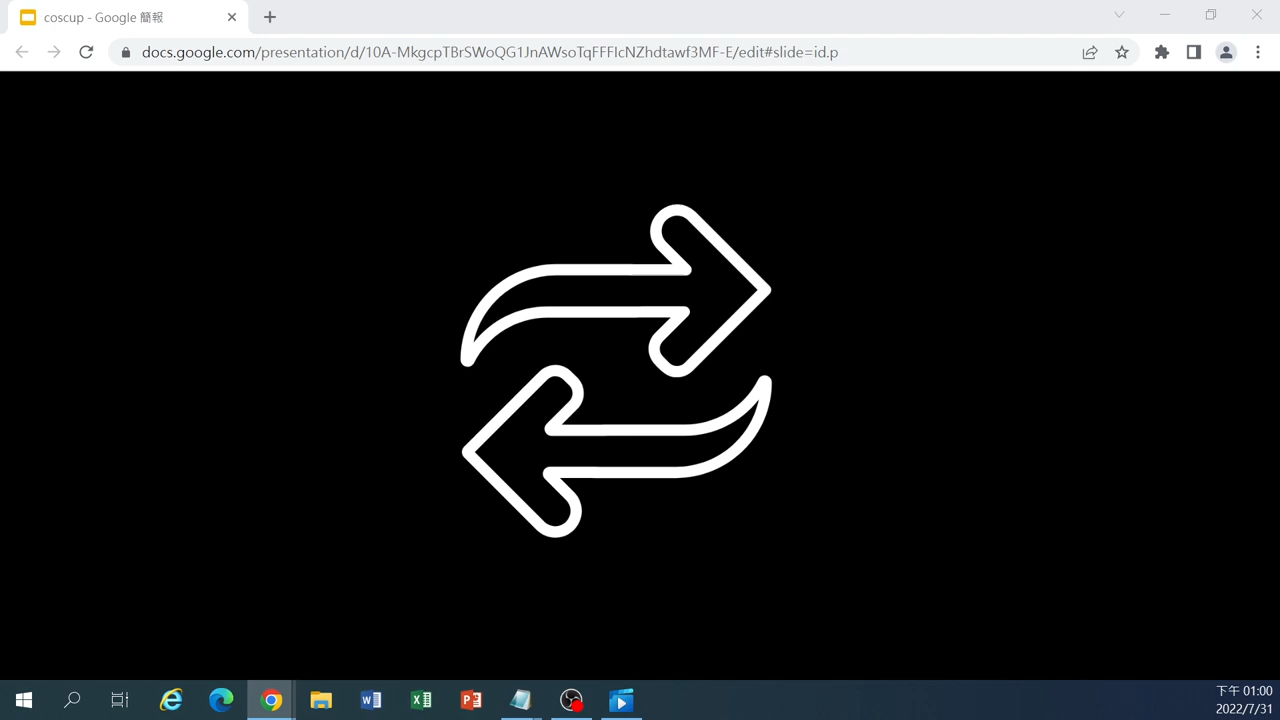 coscup - Google 簡報
docs.google.com/presentation/d/10A-MkgcpT6rSWoQG1JnAWsoTqFFFIcNZhdtawf3MF-E/edit#slide=id.p
下午 01:00
2022/7/31